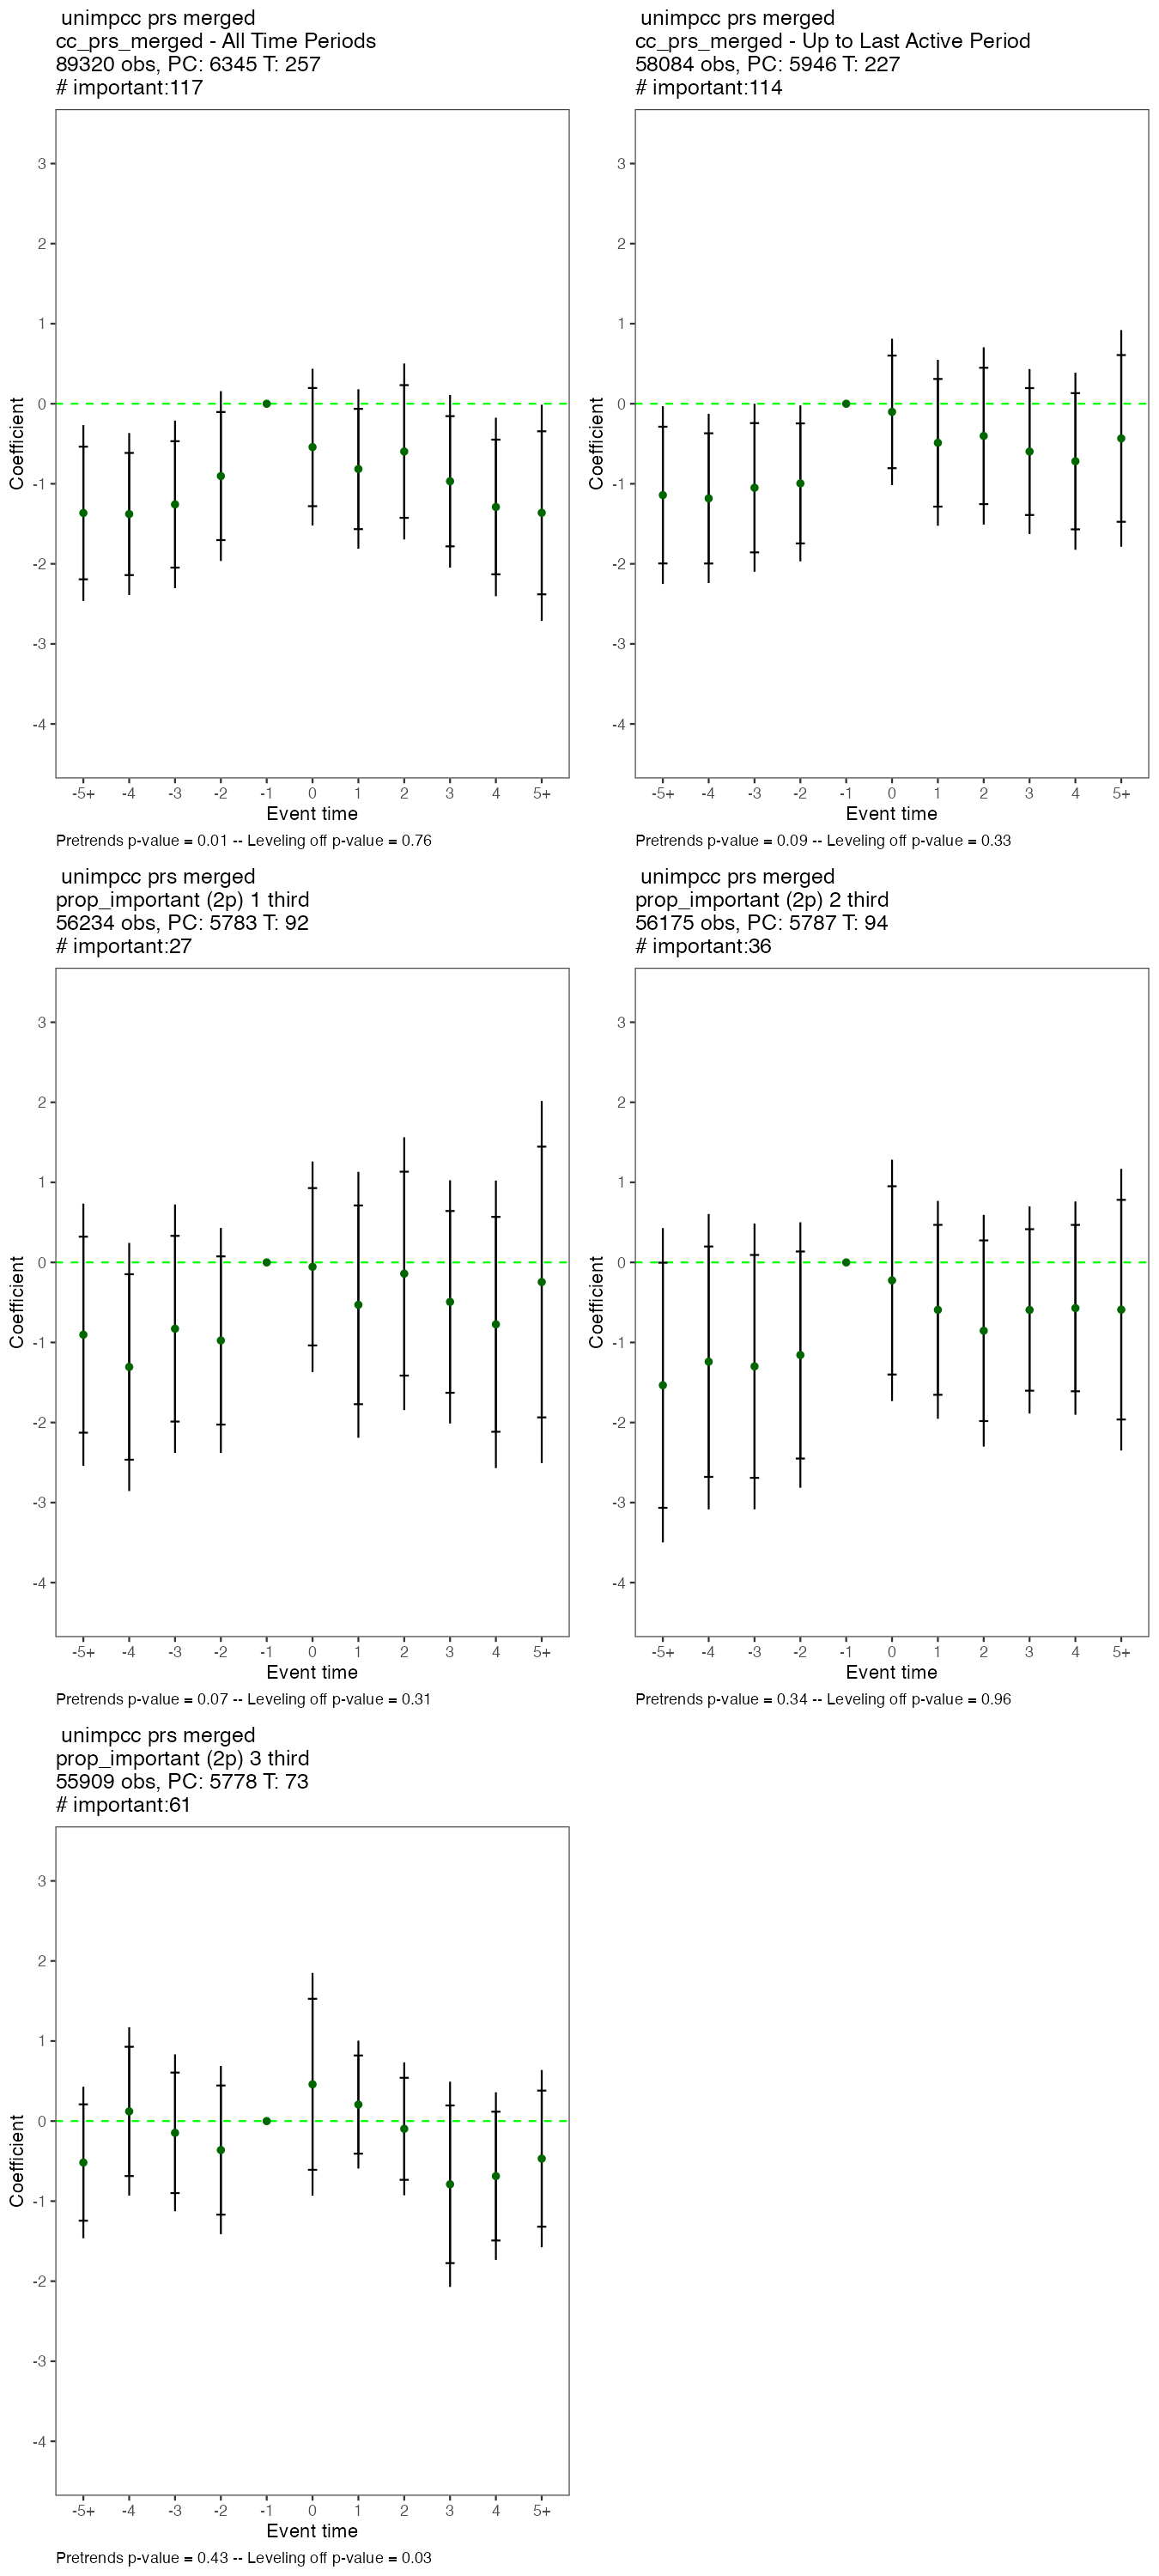 unimpcc prs merged
cc_prs_merged - All Time Periods
89320 obs, PC: 6345 T: 257
# important:117
3
2
1
0
-1
-2
-3
-4
Coefficient
-5+ -4 -3 -2 -1 0 1 2 3 4 5+
Event time
Pretrends p-value = 0.01 -- Leveling off p-value = 0.76
unimpcc prs merged
cc_prs_merged - Up to Last Active Period
58084 obs, PC: 5946 T: 227
# important:114
3
2
1
0
-1
-2
-3
-4
Coefficient
-5+ -4 -3 -2 -1 0 1 2 3 4 5+
Event time
Pretrends p-value = 0.09 -- Leveling off p-value = 0.33
unimpcc prs merged
prop_important (2p) 1 third
56234 obs, PC: 5783 T: 92
# important:27
3
2
1
0
-1
-2
-3
-4
Coefficient
-5+ -4 -3 -2 -1 0 1 2 3 4 5+
Event time
Pretrends p-value = 0.07 -- Leveling off p-value = 0.31
unimpcc prs merged
prop_important (2p) 2 third
56175 obs, PC: 5787 T: 94
# important:36
3
2
1
0
-1
-2
-3
-4
Coefficient
-5+ -4 -3 -2 -1 0 1 2 3 4 5+
Event time
Pretrends p-value = 0.34 -- Leveling off p-value = 0.96
unimpcc prs merged
prop_important (2p) 3 third
55909 obs, PC: 5778 T: 73
# important:61
3
2
1
0
-1
-2
-3
-4
Coefficient
-5+ -4 -3 -2 -1 0 1 2 3 4 5+
Event time
Pretrends p-value = 0.43 -- Leveling off p-value = 0.03